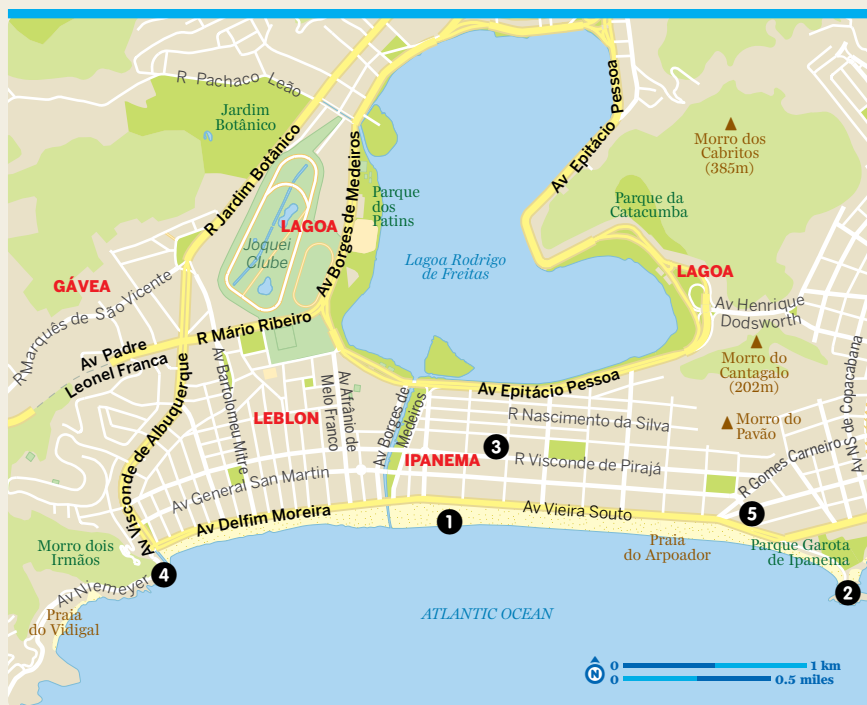 R Pachaco Leão
Jardim
Botânico
R Jardim Botânico
Av Borges de Medeiros
LAGOA
Jóquei
Clube
Parque
dos
Patins
Lagoa Rodrigo
de Freitas
Av Epitácio Pessoa
Morro dos
Cabritos
(385m)
Parque da
Catacumba
LAGOA
GÁVEA
R Marquês de São Vicente
Av Padre
Leonel Franca
R Mário Ribeiro
Av Henrique
Dodsworth
Morro do
Cantagalo
(202m)
Morro do
Pavão
Av NS de Copacabana
Av Visconde de Albuquerque
Av Bartolomeu Mitre
LEBLON
Av Afrânio de
Melo Franco
Av Borges de
Medeiros
Av Epitácio Pessoa
R Nascimento da Silva
3
IPANEMA
R Visconde de Pirajá
R Gomes Carneiro
Av General San Martin
Av Delfim Moreira
1
Av Vieira Souto
5
Praia
do Arpoador
Parque Garota
de Ipanema
2
Morro dois
Irmãos
4
Av Niemeyer
Praia
do Vidigal
ATLANTIC OCEAN
N
0 1 km
0 0.5 miles